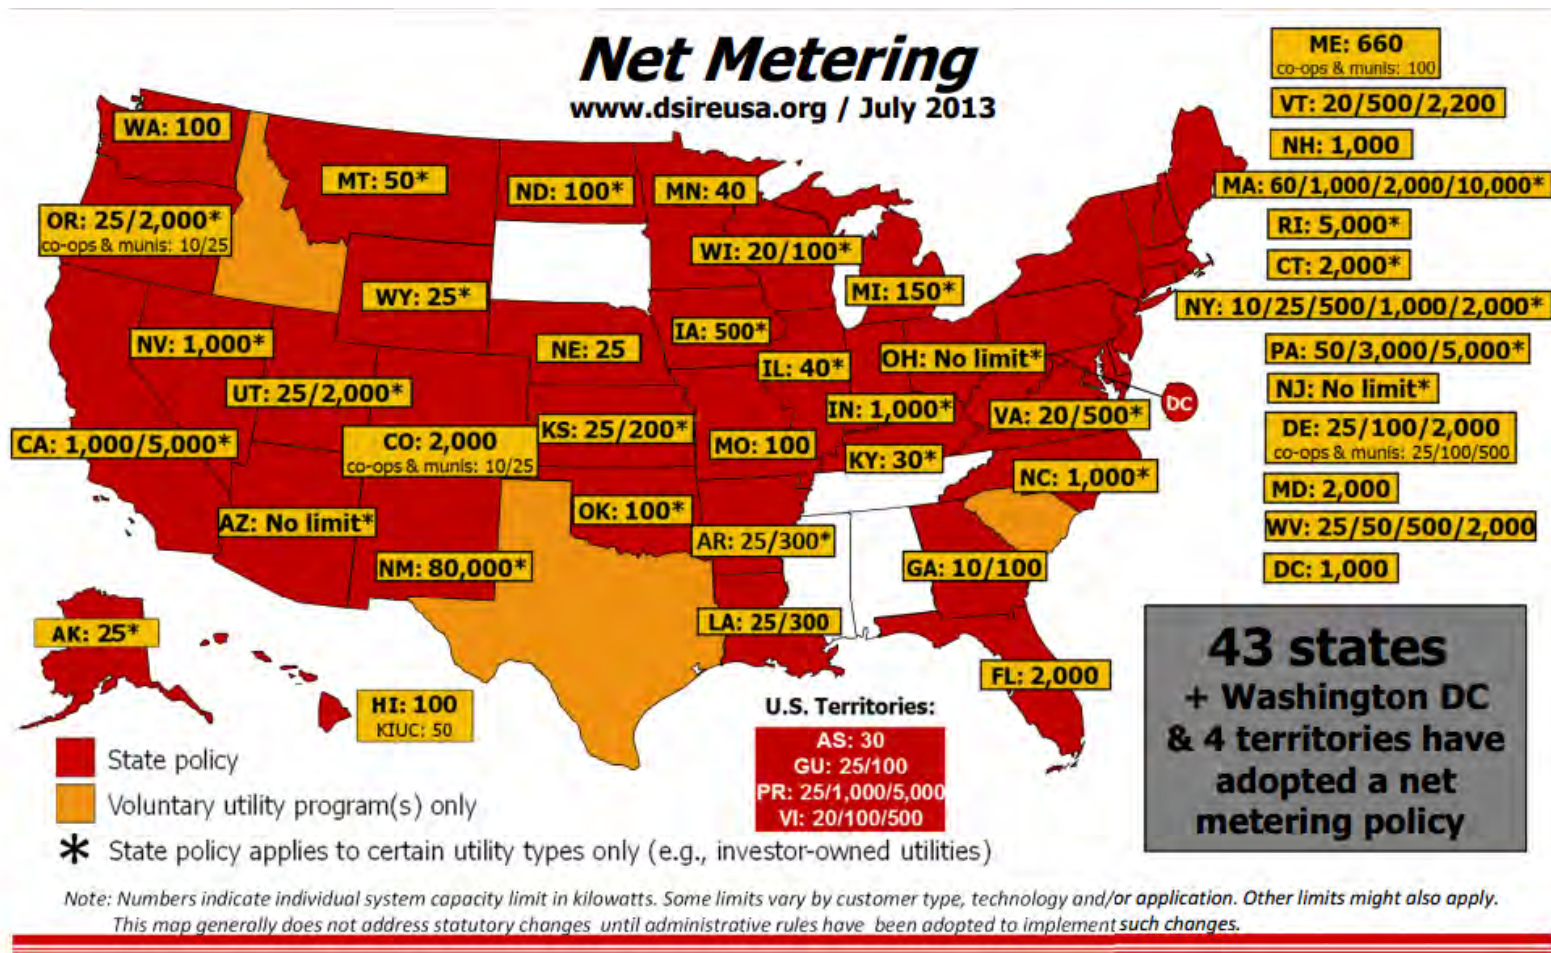 Net Metering
www.dsireusa.org / July 2013
ME: 660
co-ops & munis: 100
VT: 20/500/2,200
NH: 1,000
MA: 60/1,000/2,000/10,000*
RI: 5,000*
CT: 2,000*
NY: 10/25/500/1,000/2,000*
PA: 50/3,000/5,000*
NJ: No limit*
DE: 25/100/2,000
co-ops & munis: 25/100/500
MD: 2,000
WV: 25/50/500/2,000
DC: 1,000
WA: 100
MT: 50*
ND: 100*
MN: 40
OR: 25/2,000*
co-ops & munis: 10/25
WI: 20/100*
WY: 25*
MI: 150*
NV: 1,000*
NE: 25
IA: 500*
IL: 40*
OH: No limit*
UT: 25/2,000*
IN: 1,000*
VA: 20/500*
DC
CA: 1,000/5,000*
CO: 2,000
co-ops & munis: 10/25
KS: 25/200*
MO: 100
KY: 30*
NC: 1,000*
AZ: No limit*
OK: 100*
AR: 25/300*
NM: 80,000*
GA: 10/100
LA: 25/300
AK: 25*
FL: 2,000
HI: 100
KIUC: 50
U.S. Territories:
AS: 30
GU: 25/100
PR: 25/1,000/5,000
VI: 20/100/500
43 states
+ Washington DC
& 4 territories have
adopted a net
metering policy
State policy
Voluntary utility program(s) only
* State policy applies to certain utility types only (e.g., investor-owned utilities)
Note: Numbers indicate individual system capacity limit in kilowatts. Some limits vary by customer type, technology and/or application. Other limits might also apply.
This map generally does not address statutory changes until administrative rules have been adopted to implement such changes.